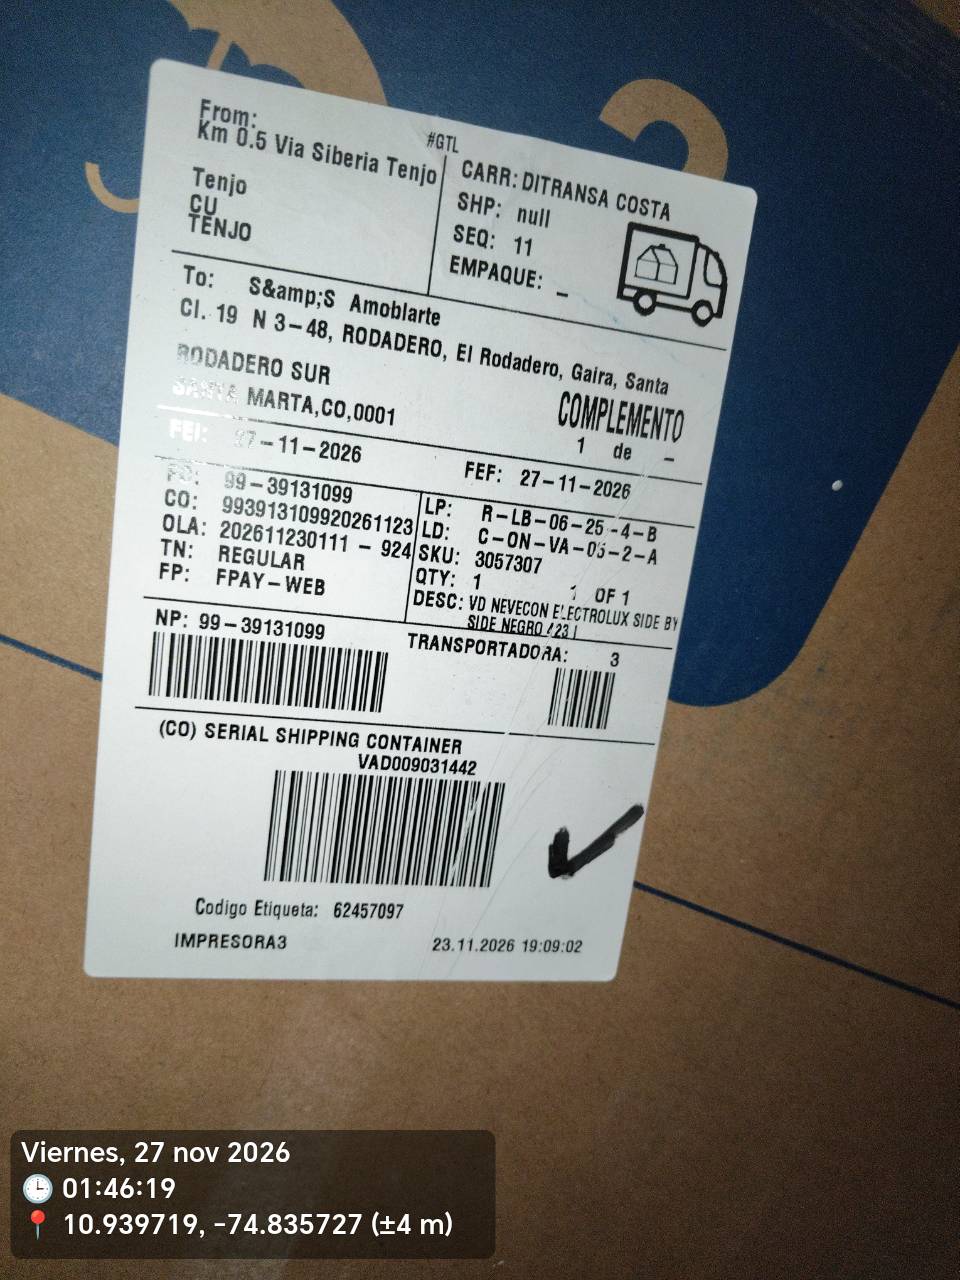 From:
Km 0.5 Via Siberia Tenjo
Tenjo
CU
TENJO
#GTL
CARR: DITRANSA COSTA
SHP: null
SEQ: 11
EMPAQUE: _
To: S&amp;S Amoblarte
Cl. 19 N 3-48, RODADERO, El Rodadero, Gaira, Santa
RODADERO SUR
SANTA MARTA,CO,0001
COMPLEMENTO
1 de _
FEI: 27-11-2026
FEF: 27-11-2026
PO: 99-39131099
CO: 993913109920261123
OLA: 202611230111 - 924
TN: REGULAR
FP: FPAY-WEB
LP: R-LB-06-25-4-B
LD: C-ON-VA-06-2-A
SKU: 3057307
QTY: 1 1 OF 1
DESC: VD NEVECON ELECTROLUX SIDE BY
SIDE NEGRO 423 l
NP: 99-39131099
TRANSPORTADORA: 3
(CO) SERIAL SHIPPING CONTAINER
VAD009031442
Codigo Etiqueta: 62457097
IMPRESORA3
23.11.2026 19:09:02
Viernes, 27 nov 2026
01:46:19
10.939719, -74.835727 (±4 m)